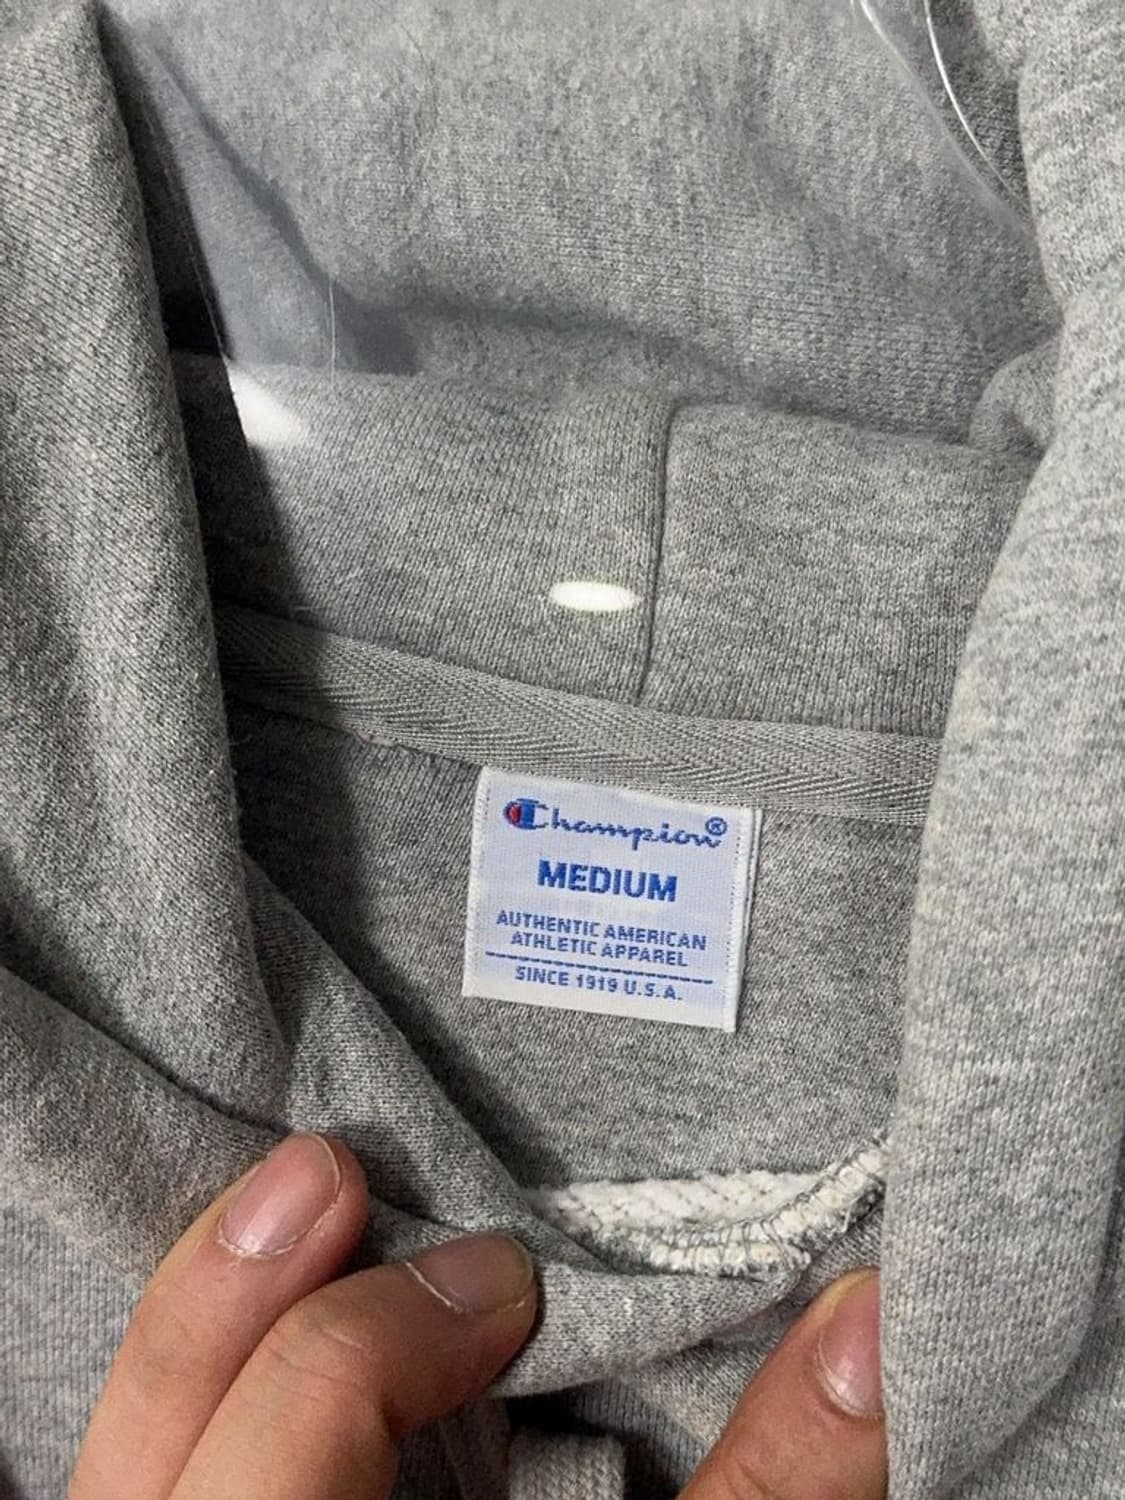 Champion®
MEDIUM
AUTHENTIC AMERICAN
ATHLETIC APPAREL
SINCE 1919 U.S.A.